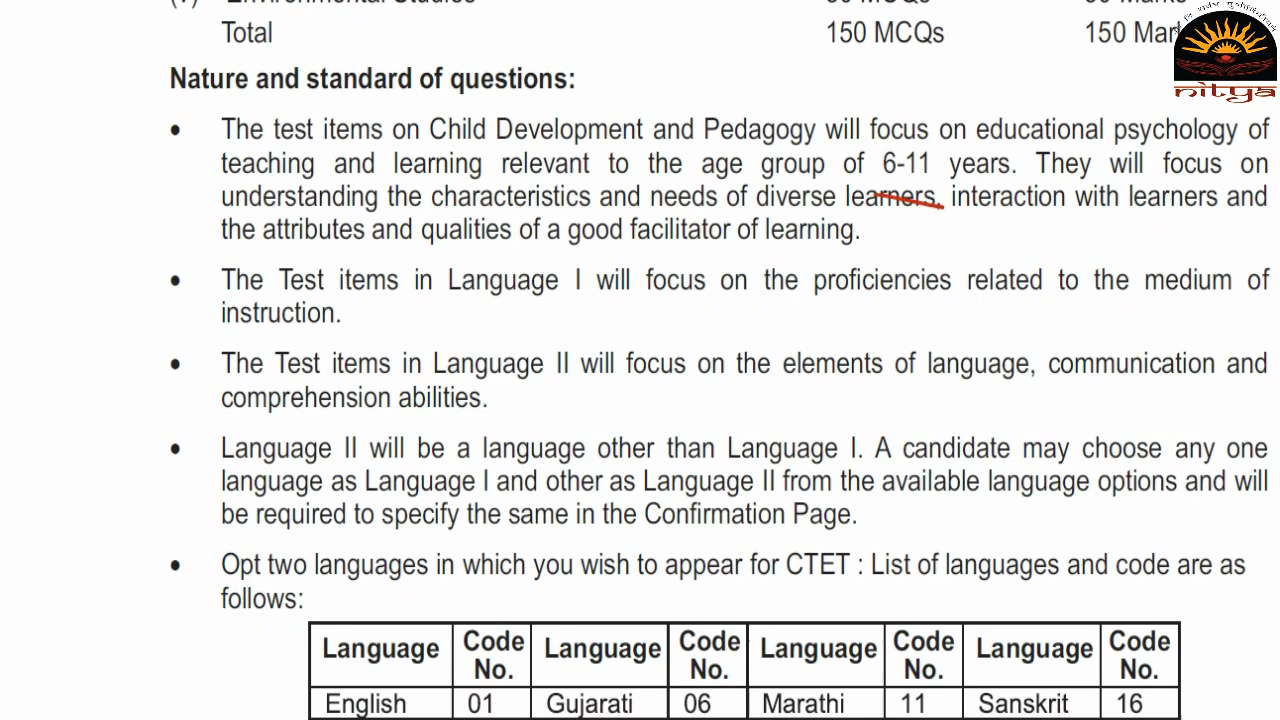 Total 150 MCQs 150 Mar
Nature and standard of questions:
• The test items on Child Development and Pedagogy will focus on educational psychology of
teaching and learning relevant to the age group of 6-11 years. They will focus on
understanding the characteristics and needs of diverse learners, interaction with learners and
the attributes and qualities of a good facilitator of learning.
• The Test items in Language I will focus on the proficiencies related to the medium of
instruction.
• The Test items in Language II will focus on the elements of language, communication and
comprehension abilities.
• Language II will be a language other than Language I. A candidate may choose any one
language as Language I and other as Language II from the available language options and will
be required to specify the same in the Confirmation Page.
• Opt two languages in which you wish to appear for CTET : List of languages and code are as
follows:
Language Code No. Language Code No. Language Code No. Language Code No.
English 01 Gujarati 06 Marathi 11 Sanskrit 16
nitya